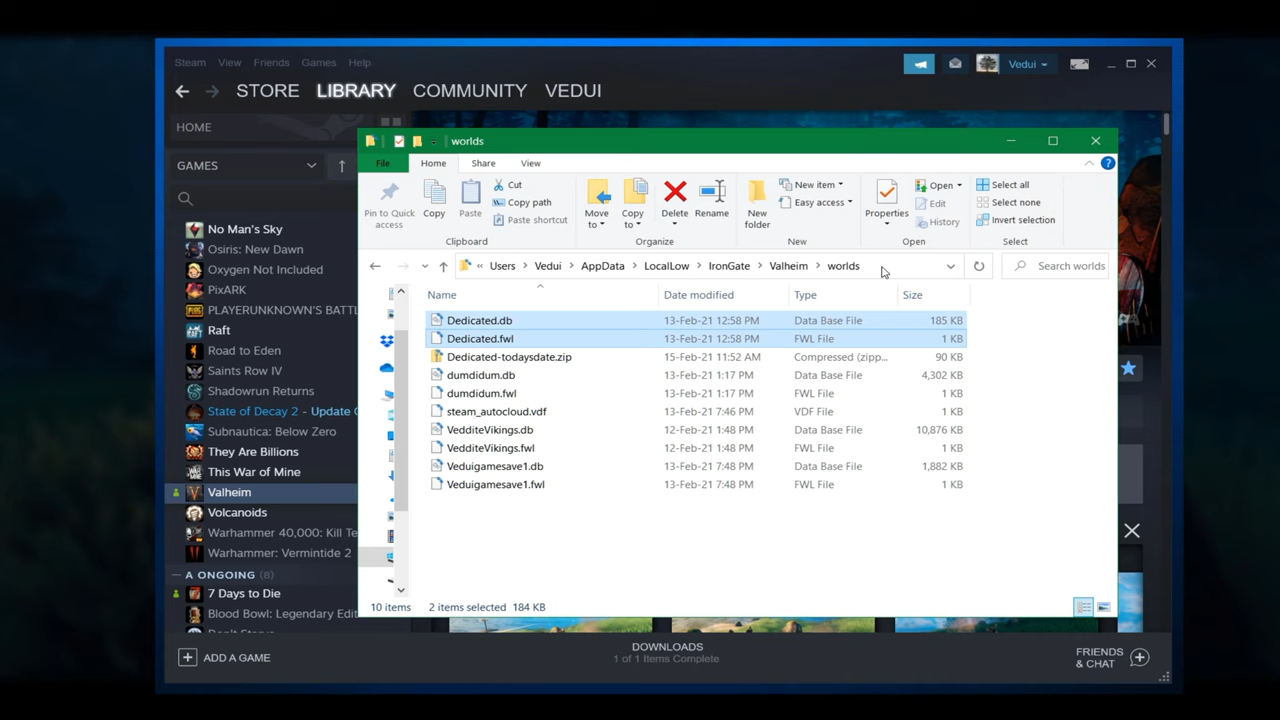 Steam View Friends Games Help
Vedui
STORE LIBRARY COMMUNITY VEDUI
HOME
GAMES
No Man's Sky
Osiris: New Dawn
Oxygen Not Included
PixARK
PLAYERUNKNOWN'S BATTL
Raft
Road to Eden
Saints Row IV
Shadowrun Returns
State of Decay 2 - Update
Subnautica: Below Zero
They Are Billions
This War of Mine
Valheim
Volcanoids
Warhammer 40,000: Kill Te
Warhammer: Vermintide 2
A ONGOING (8)
7 Days to Die
Blood Bowl: Legendary Edit
ADD A GAME
worlds
File Home Share View
Pin to Quick access
Copy
Paste
Cut
Copy path
Paste shortcut
Clipboard
Move to
Copy to
Delete
Rename
Organize
New folder
New item
Easy access
New
Properties
Open
Edit
History
Open
Select all
Select none
Invert selection
Select
« Users > Vedui > AppData > LocalLow > IronGate > Valheim > worlds
Search worlds
Name Date modified Type Size
Dedicated.db 13-Feb-21 12:58 PM Data Base File 185 KB
Dedicated.fwl 13-Feb-21 12:58 PM FWL File 1 KB
Dedicated-todaysdate.zip 15-Feb-21 11:52 AM Compressed (zipp... 90 KB
dumdidum.db 13-Feb-21 1:17 PM Data Base File 4,302 KB
dumdidum.fwl 13-Feb-21 1:17 PM FWL File 1 KB
steam_autocloud.vdf 13-Feb-21 7:46 PM VDF File 1 KB
VedditeVikings.db 12-Feb-21 1:48 PM Data Base File 10,876 KB
VedditeVikings.fwl 12-Feb-21 1:48 PM FWL File 1 KB
Veduigamesave1.db 13-Feb-21 7:48 PM Data Base File 1,882 KB
Veduigamesave1.fwl 13-Feb-21 7:48 PM FWL File 1 KB
10 items 2 items selected 184 KB
DOWNLOADS
1 of 1 Items Complete
FRIENDS
& CHAT